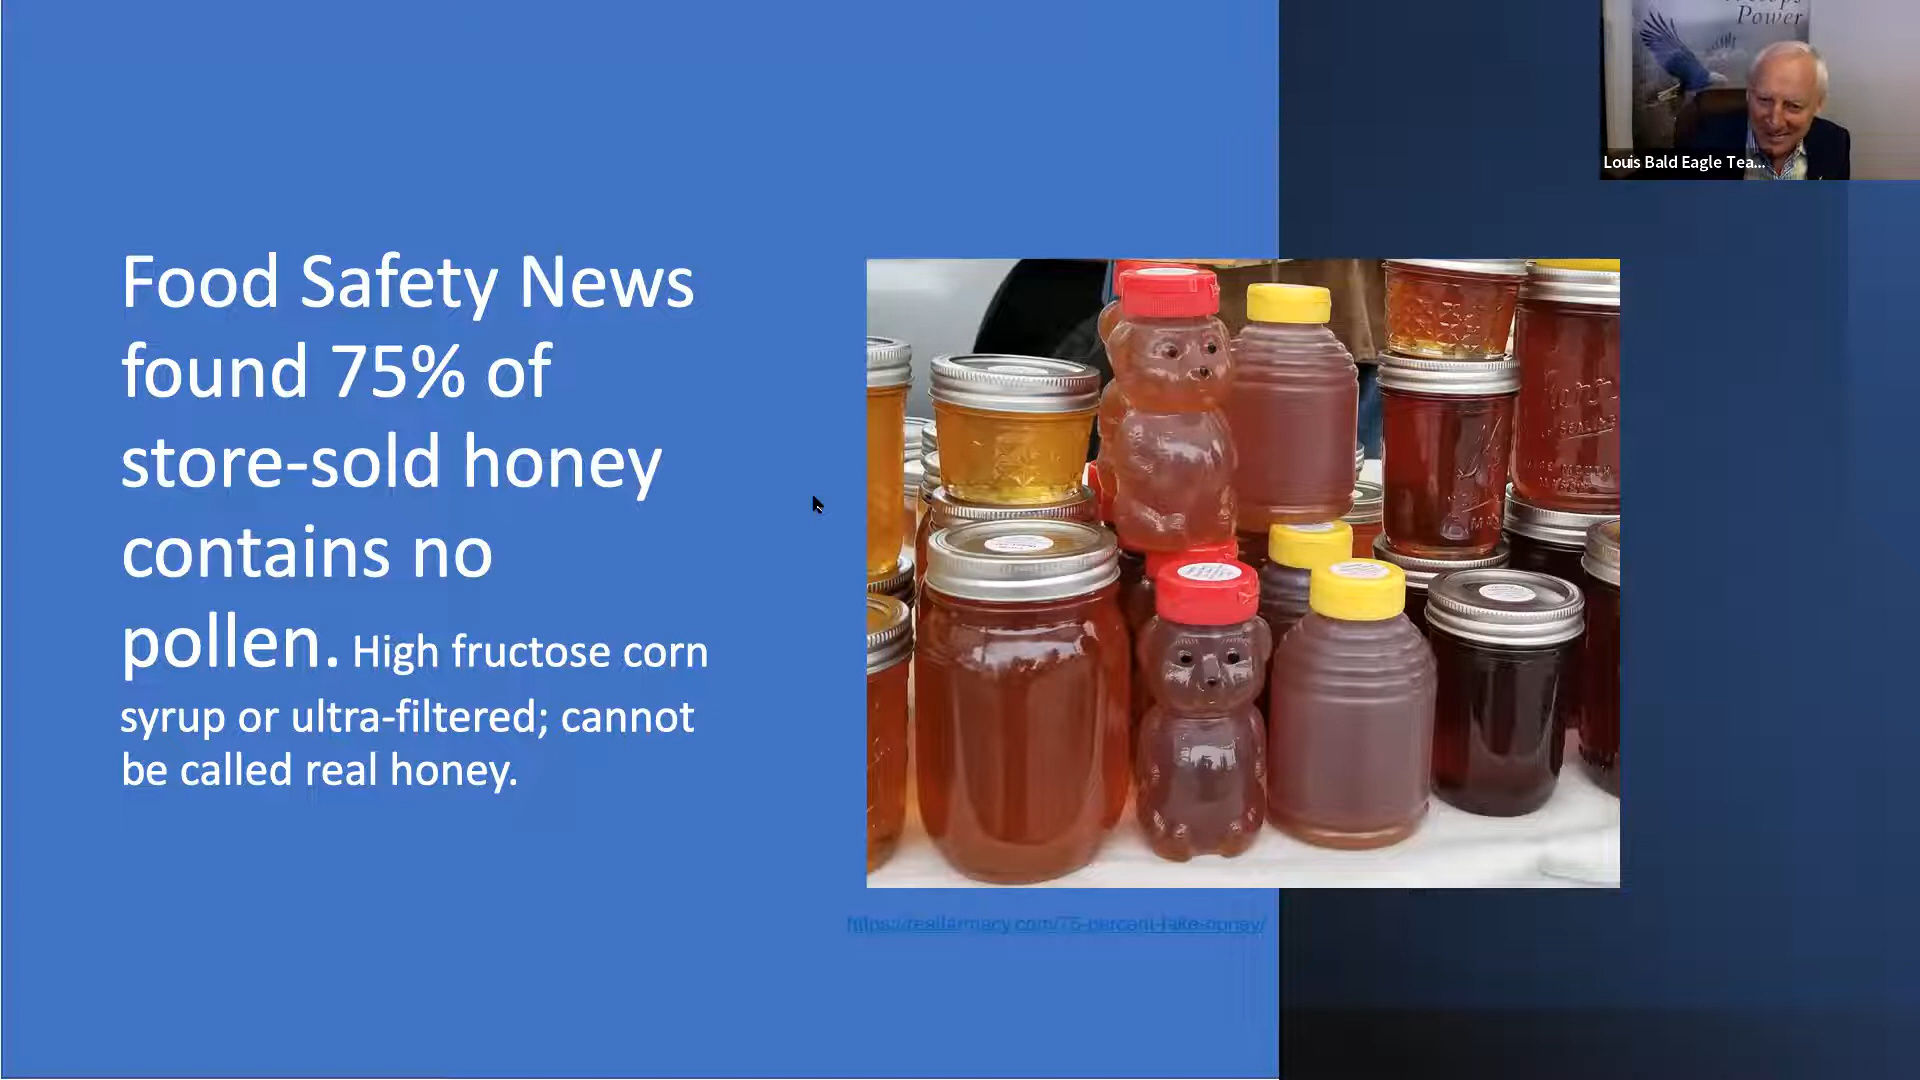 Power
Louis Bald Eagle Tea...
Food Safety News
found 75% of
store-sold honey
contains no
pollen. High fructose corn
syrup or ultra-filtered; cannot
be called real honey.
https://realfarmacy.com/75-percent-fake-honey/